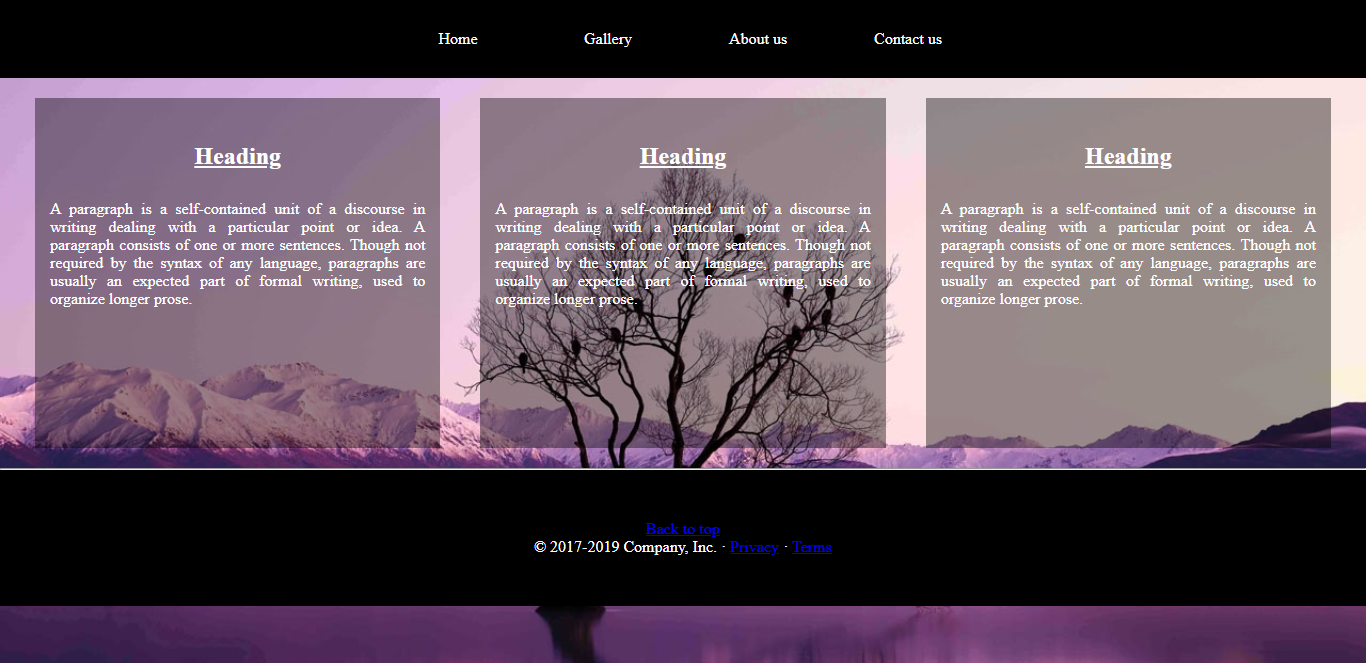 Home Gallery About us Contact us
Heading
A paragraph is a self-contained unit of a discourse in
writing dealing with a particular point or idea. A
paragraph consists of one or more sentences. Though not
required by the syntax of any language, paragraphs are
usually an expected part of formal writing, used to
organize longer prose.
Heading
A paragraph is a self-contained unit of a discourse in
writing dealing with a particular point or idea. A
paragraph consists of one or more sentences. Though not
required by the syntax of any language, paragraphs are
usually an expected part of formal writing, used to
organize longer prose.
Heading
A paragraph is a self-contained unit of a discourse in
writing dealing with a particular point or idea. A
paragraph consists of one or more sentences. Though not
required by the syntax of any language, paragraphs are
usually an expected part of formal writing, used to
organize longer prose.
Back to top
© 2017-2019 Company, Inc. · Privacy · Terms